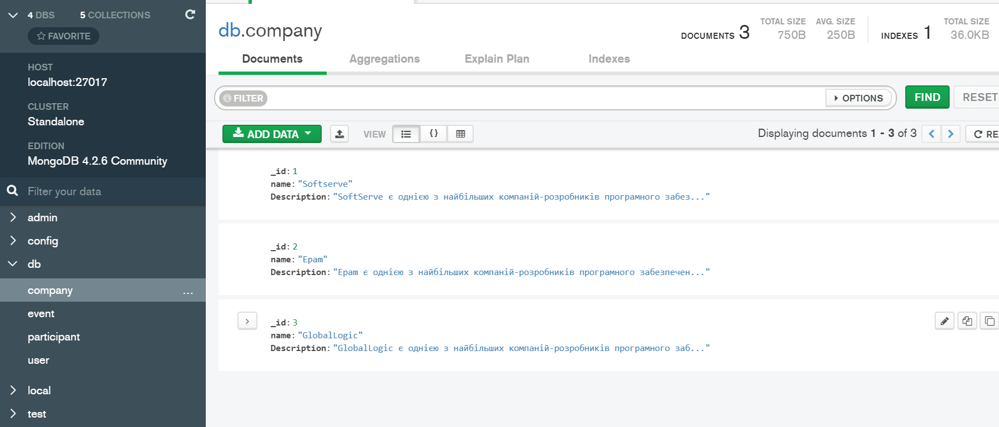 4 DBS 5 COLLECTIONS
FAVORITE
HOST
localhost:27017
CLUSTER
Standalone
EDITION
MongoDB 4.2.6 Community
Filter your data
admin
config
db
company ...
event
participant
user
local
test
db.company
DOCUMENTS 3 TOTAL SIZE 750B AVG. SIZE 250B INDEXES 1 TOTAL SIZE 36.0KB
Documents Aggregations Explain Plan Indexes
FILTER OPTIONS FIND RESET
ADD DATA VIEW {} Displaying documents 1 - 3 of 3 RE
_id: 1
name: "Softserve"
Description: "SoftServe є однією з найбільших компаній-розробників програмного забез..."
_id: 2
name: "Epam"
Description: "Epam є однією з найбільших компаній-розробників програмного забезпечен..."
_id: 3
name: "GlobalLogic"
Description: "GlobalLogic є однією з найбільших компаній-розробників програмного заб..."